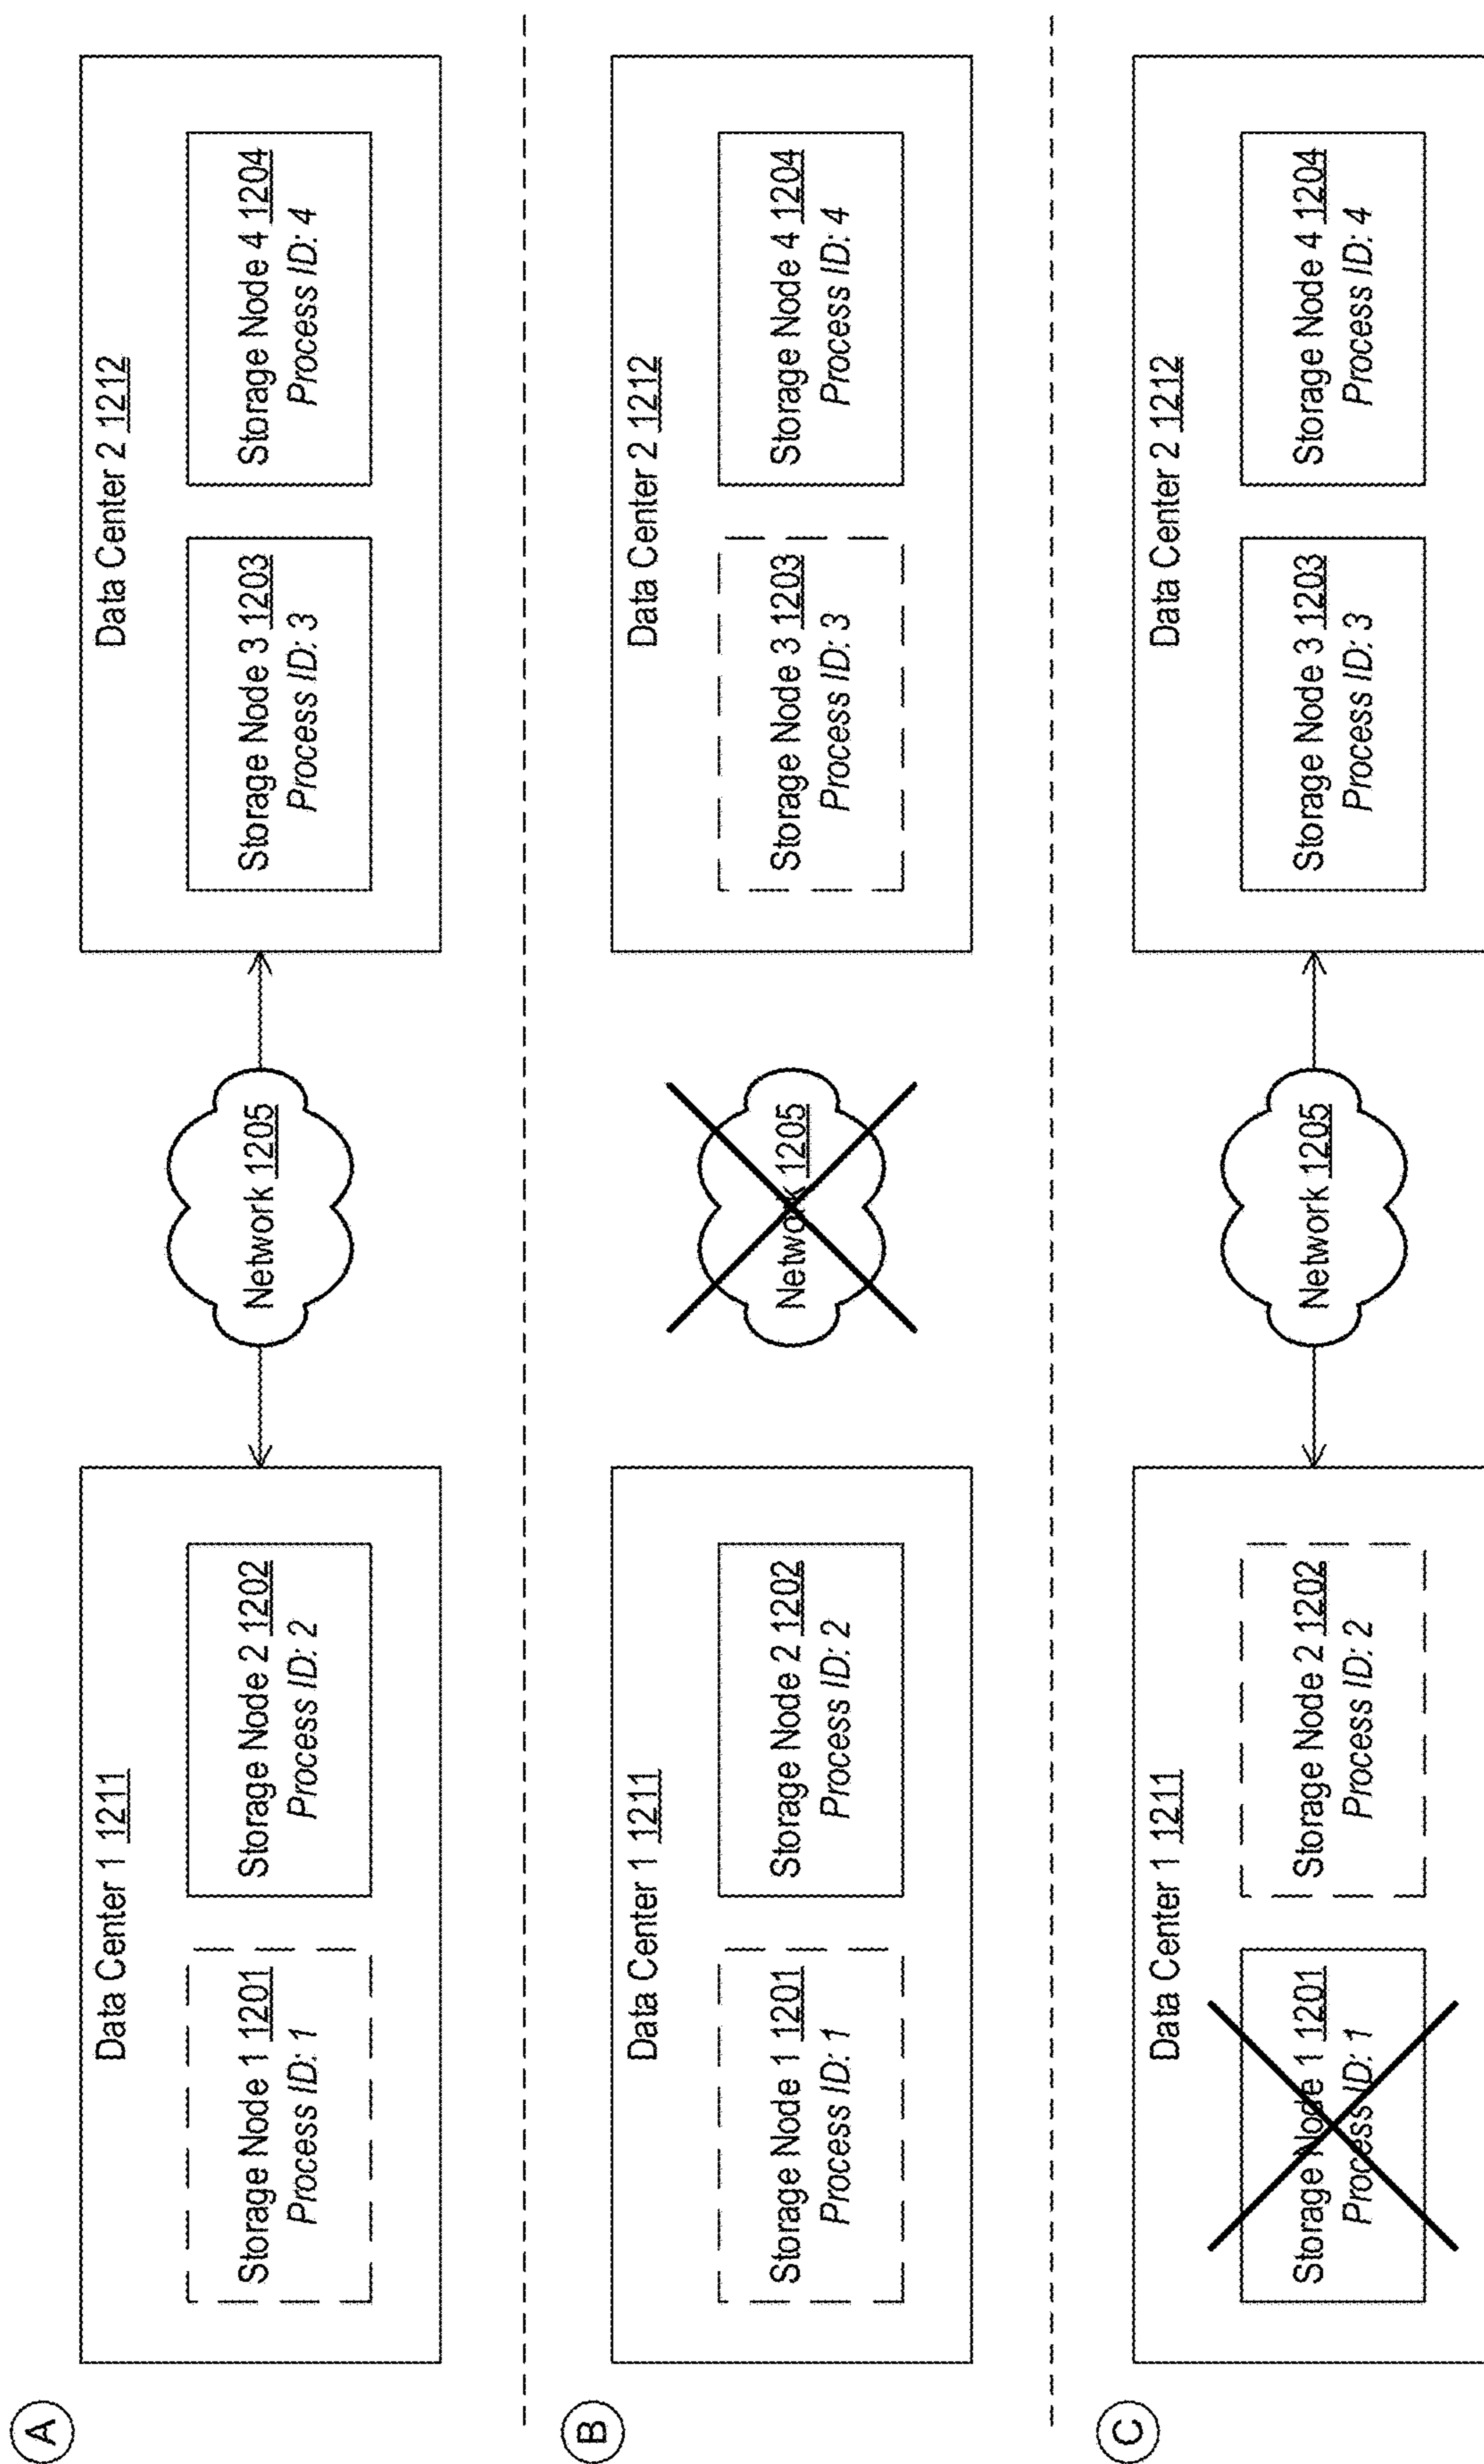 A
Data Center 1 1211
Storage Node 1 1201
Process ID: 1
Storage Node 2 1202
Process ID: 2
Network 1205
Data Center 2 1212
Storage Node 3 1203
Process ID: 3
Storage Node 4 1204
Process ID: 4
B
Data Center 1 1211
Storage Node 1 1201
Process ID: 1
Storage Node 2 1202
Process ID: 2
Network 1205
Data Center 2 1212
Storage Node 3 1203
Process ID: 3
Storage Node 4 1204
Process ID: 4
C
Data Center 1 1211
Storage Node 1 1201
Process ID: 1
Storage Node 2 1202
Process ID: 2
Network 1205
Data Center 2 1212
Storage Node 3 1203
Process ID: 3
Storage Node 4 1204
Process ID: 4